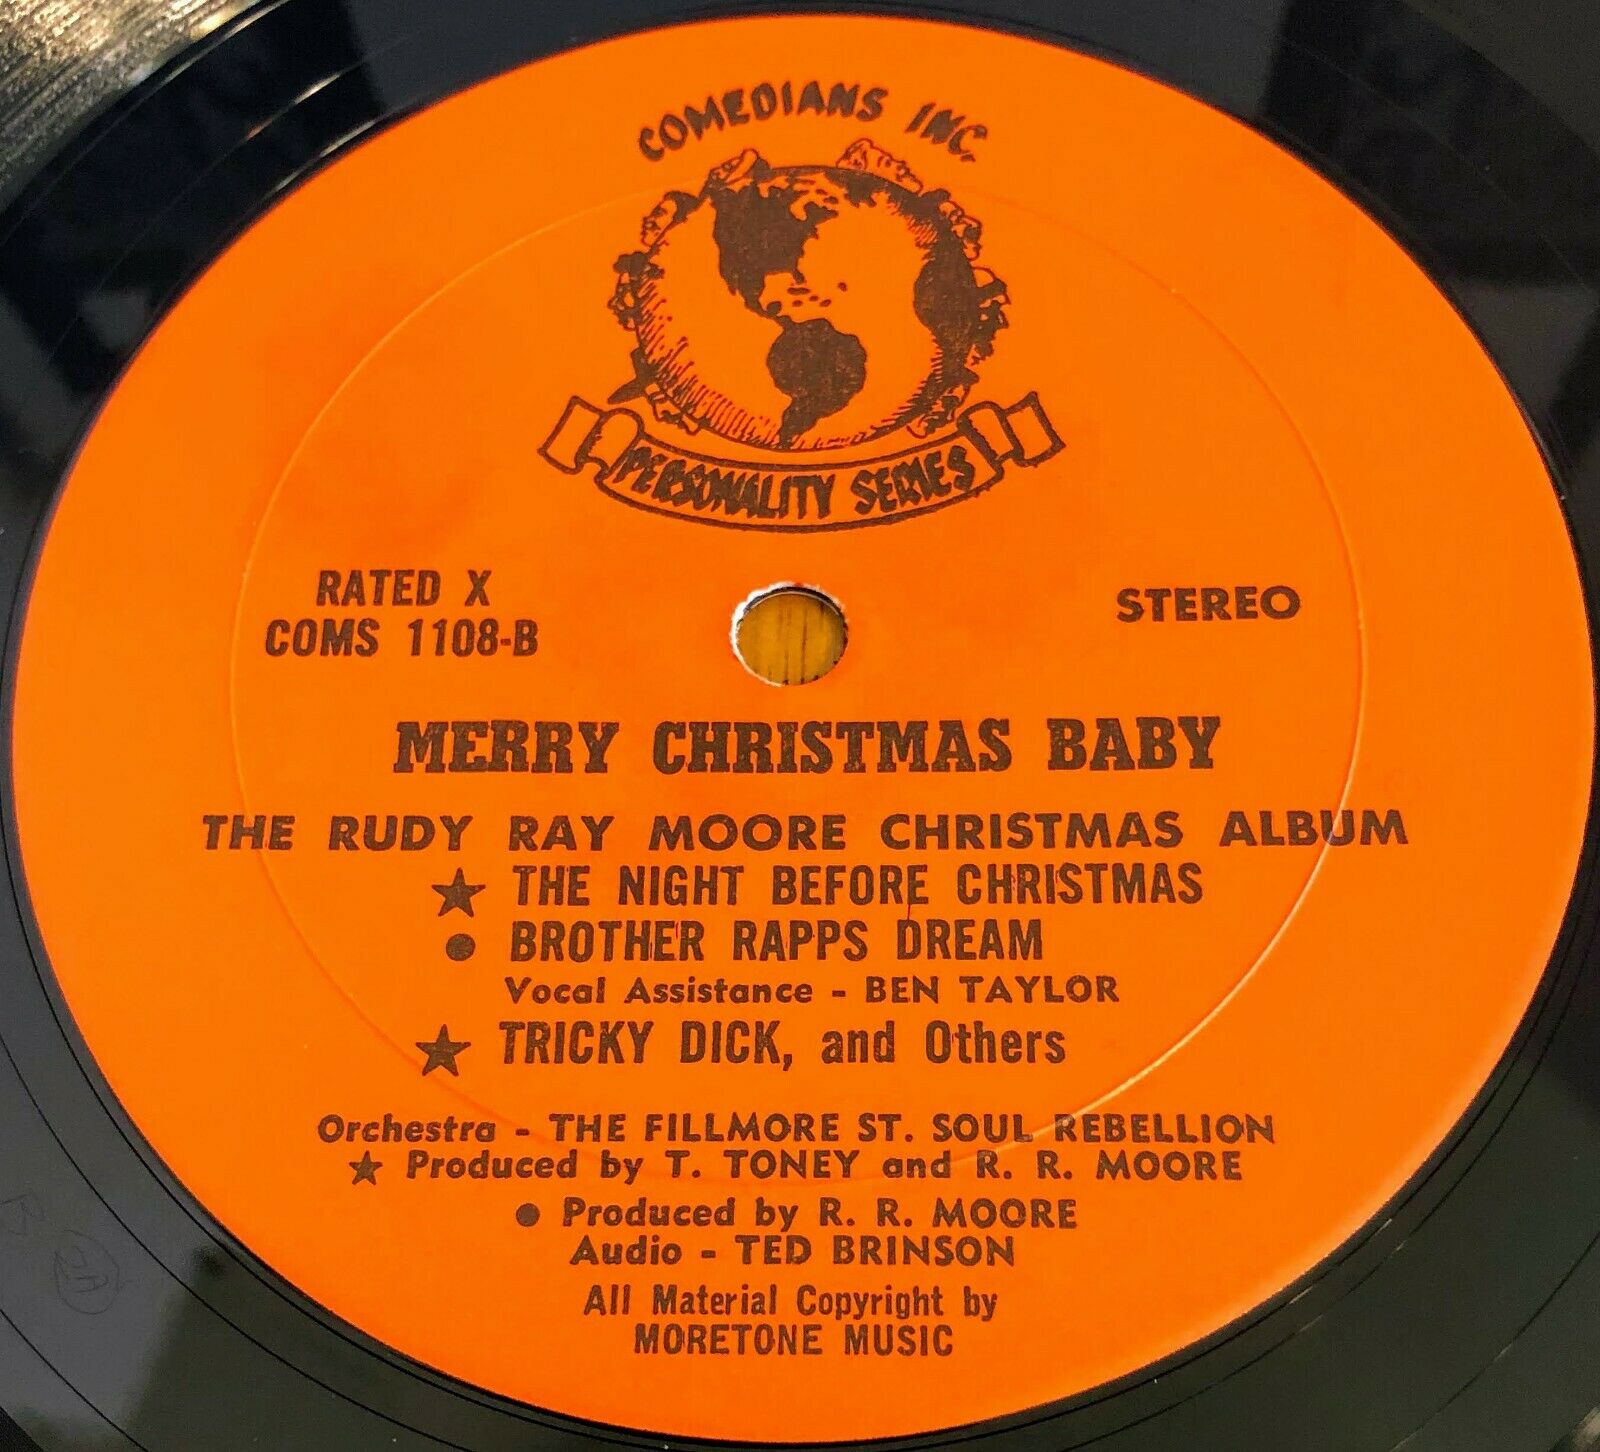 COMEDIANS INC.
PERSONALITY SERIES
RATED X
COMS 1108-B
STEREO
MERRY CHRISTMAS BABY
THE RUDY RAY MOORE CHRISTMAS ALBUM
★ THE NIGHT BEFORE CHRISTMAS
● BROTHER RAPPS DREAM
Vocal Assistance - BEN TAYLOR
★ TRICKY DICK, and Others
Orchestra - THE FILLMORE ST. SOUL REBELLION
★ Produced by T. TONEY and R. R. MOORE
● Produced by R. R. MOORE
Audio - TED BRINSON
All Material Copyright by
MORETONE MUSIC